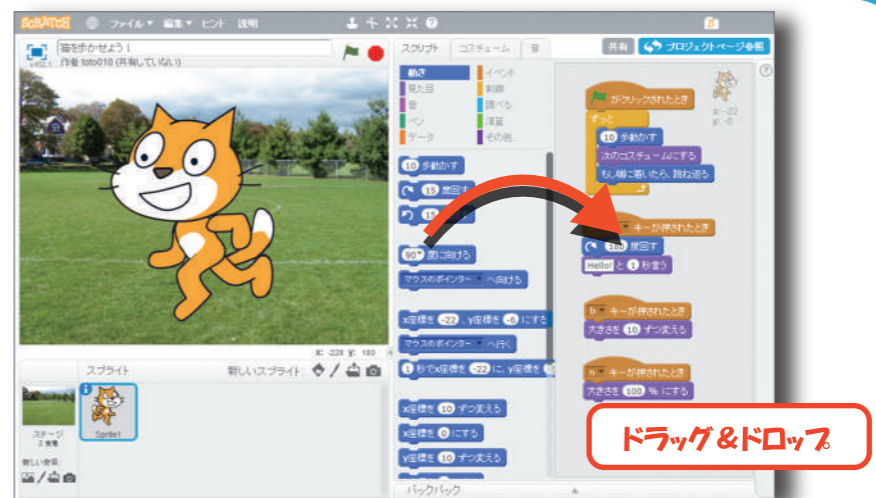 SCRATCH ファイル▼ 編集▼ ヒント 説明
猫を歩かせよう！
作者 toto010 (共有していない)
スクリプト コスチューム 音
共有 プロジェクトページ参照
動き イベント
見た目 制御
音 調べる
ペン 演算
データ その他
10 歩動かす
15 度回す
15
90▼ 度に向ける
マウスのポインター▼ へ向ける
x座標を -22 、y座標を -6 にする
マウスのポインター▼ へ行く
1 秒でx座標を -22 に、y座標を
x座標を 10 ずつ変える
x座標を 0 にする
y座標を 10 ずつ変える
バックパック
がクリックされたとき
ずっと
10 歩動かす
次のコスチュームにする
もし端に着いたら、跳ね返る
x: -22
y: -6
キーが押されたとき
180 度回す
Hello! と 1 秒言う
b▼ キーが押されたとき
大きさを 10 ずつ変える
n▼ キーが押されたとき
大きさを 100 % にする
ドラッグ&ドロップ
x: -228 y: 180
スプライト 新しいスプライト:
ステージ
2 背景
新しい背景:
Sprite1